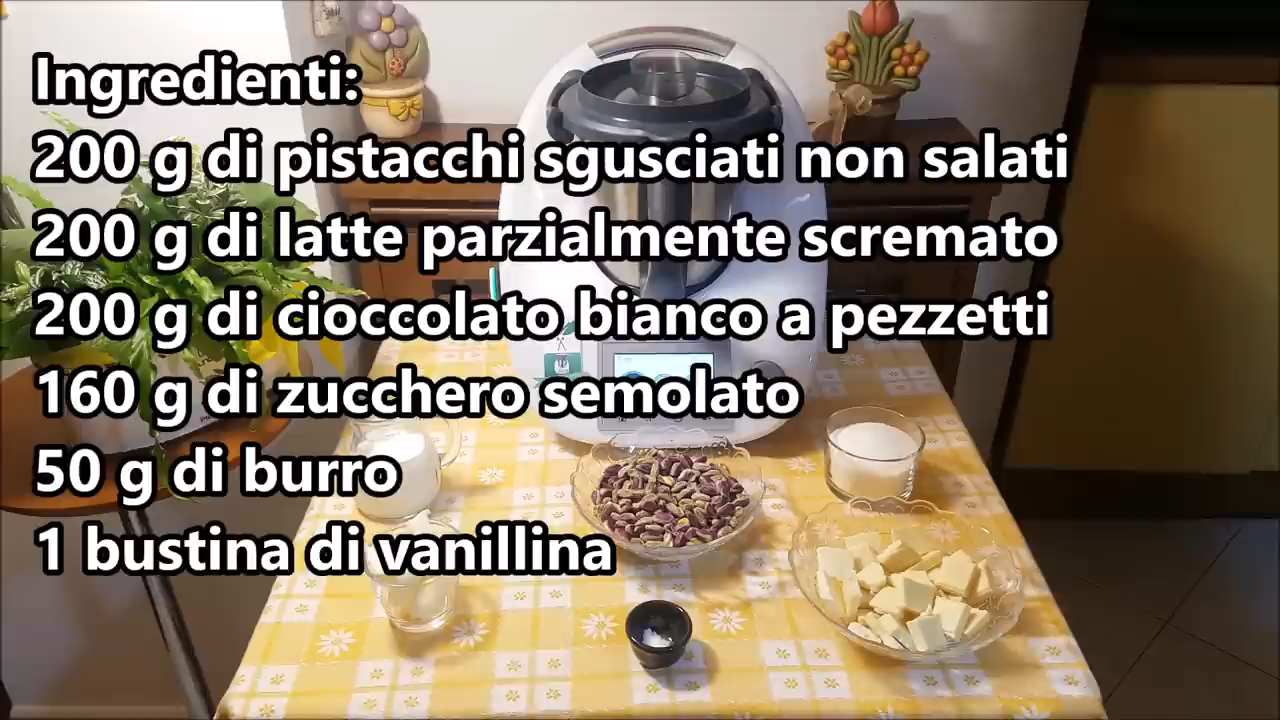 Ingredienti:
200 g di pistacchi sgusciati non salati
200 g di latte parzialmente scremato
200 g di cioccolato bianco a pezzetti
160 g di zucchero semolato
50 g di burro
1 bustina di vanillina